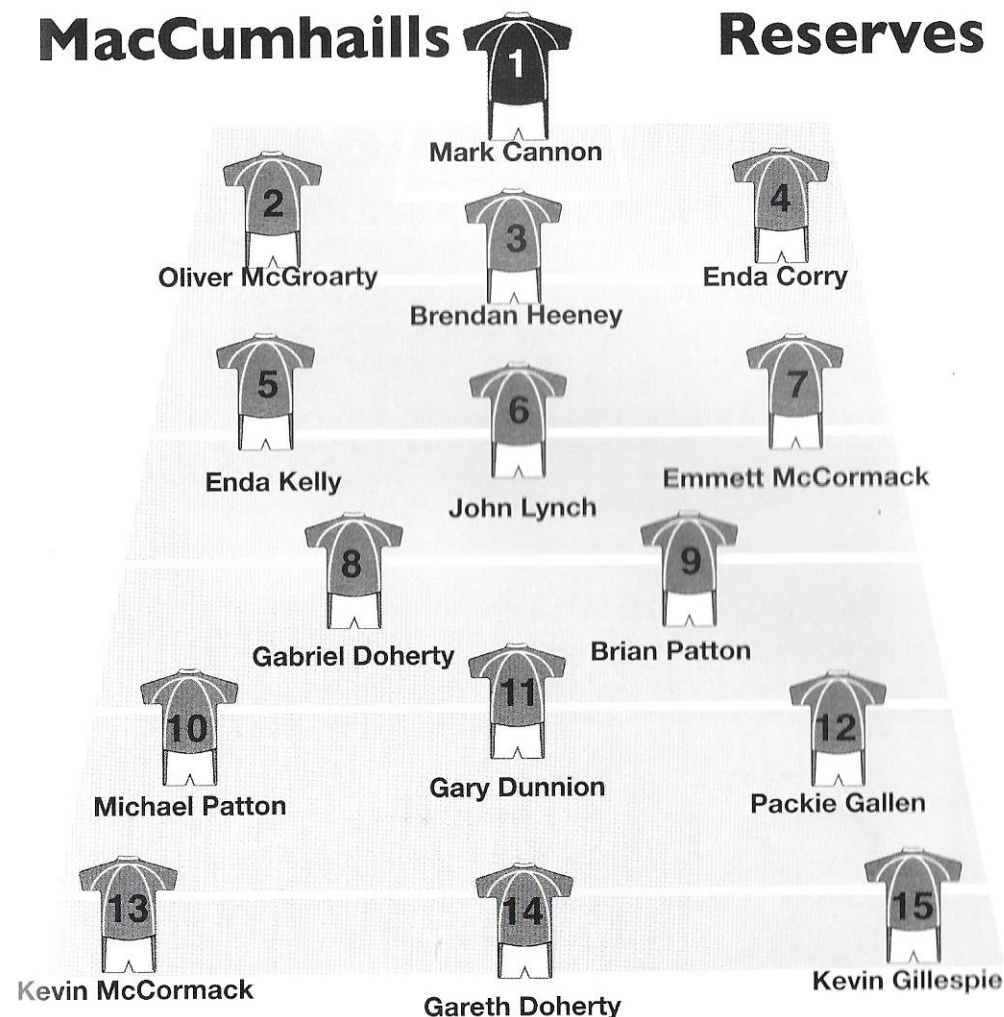 MacCumhaills Reserves
1
Mark Cannon
2
Oliver McGroarty
3
Brendan Heeney
4
Enda Corry
5
Enda Kelly
6
John Lynch
7
Emmett McCormack
8
Gabriel Doherty
9
Brian Patton
10
Michael Patton
11
Gary Dunnion
12
Packie Gallen
13
Kevin McCormack
14
Gareth Doherty
15
Kevin Gillespie